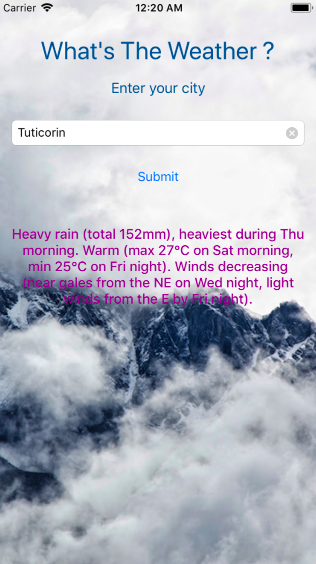 Carrier 12:20 AM
What's The Weather ?
Enter your city
Tuticorin
Submit
Heavy rain (total 152mm), heaviest during Thu
morning. Warm (max 27°C on Sat morning,
min 25°C on Fri night). Winds decreasing
(near gales from the NE on Wed night, light
winds from the E by Fri night).